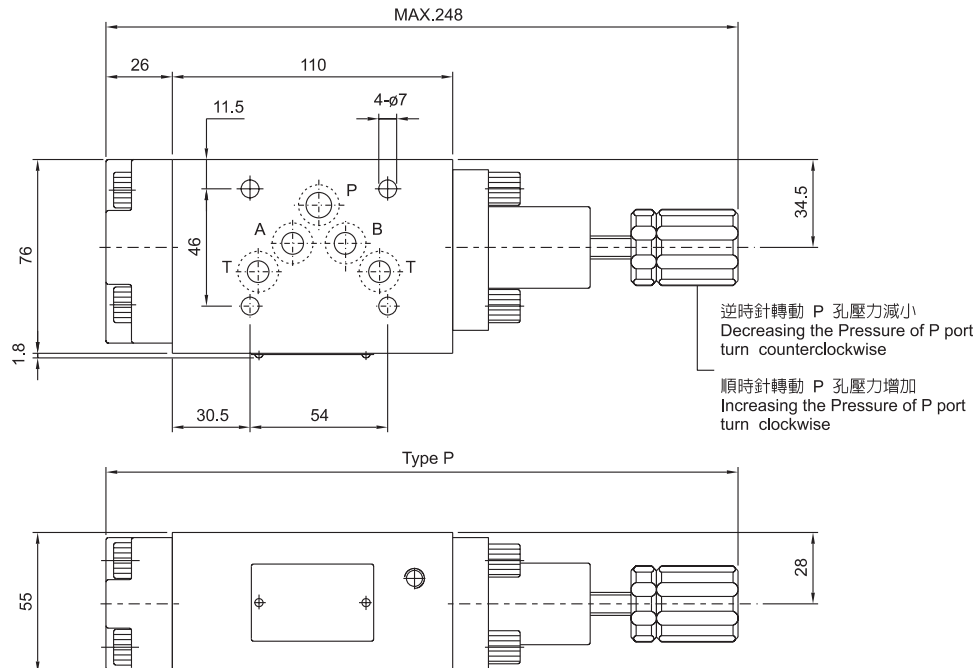 MAX.248
26
110
11.5
4-ø7
P
A
B
T
T
76
46
34.5
1.8
逆時針轉動 P 孔壓力減小
Decreasing the Pressure of P port
turn counterclockwise
順時針轉動 P 孔壓力增加
Increasing the Pressure of P port
turn clockwise
30.5
54
Type P
55
28